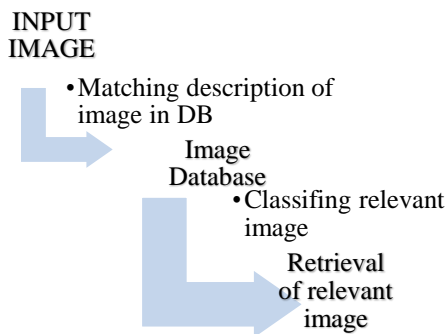 INPUT
IMAGE
•Matching description of
image in DB
Image
Database
•Classifing relevant
image
Retrieval
of relevant
image